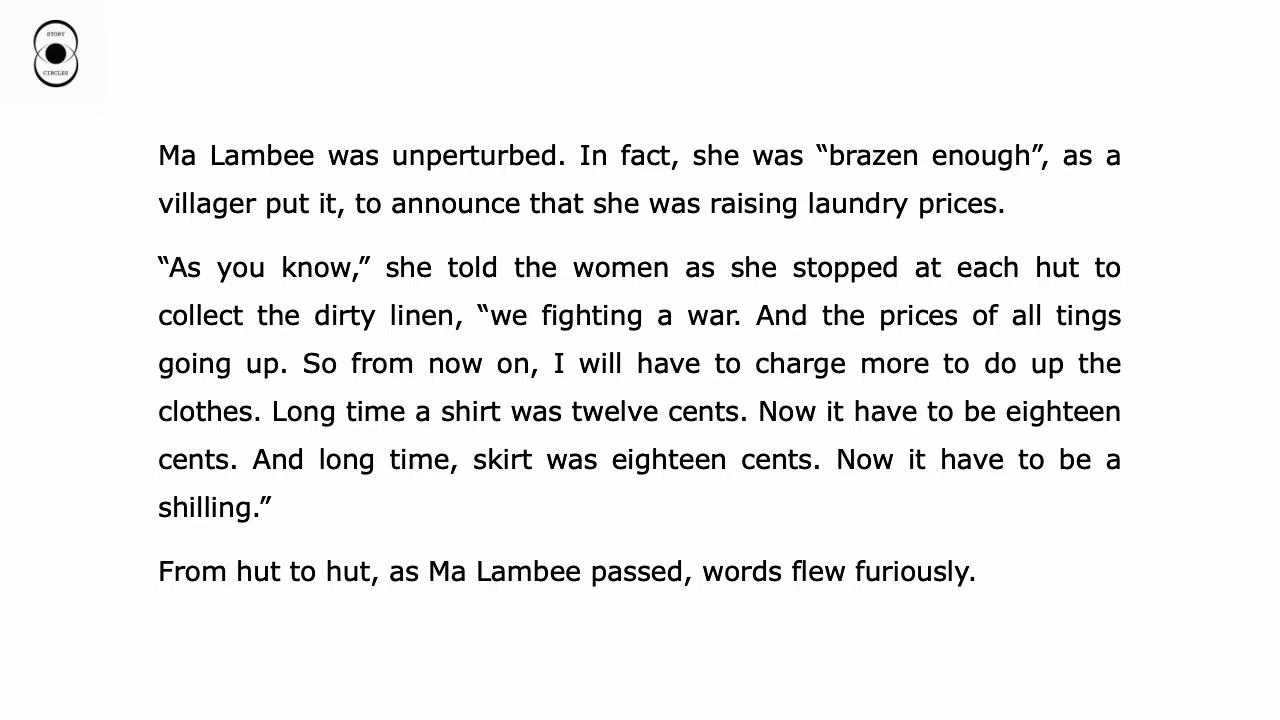 STORY
CIRCLES
Ma Lambee was unperturbed. In fact, she was “brazen enough”, as a
villager put it, to announce that she was raising laundry prices.
“As you know,” she told the women as she stopped at each hut to
collect the dirty linen, “we fighting a war. And the prices of all tings
going up. So from now on, I will have to charge more to do up the
clothes. Long time a shirt was twelve cents. Now it have to be eighteen
cents. And long time, skirt was eighteen cents. Now it have to be a
shilling.”
From hut to hut, as Ma Lambee passed, words flew furiously.